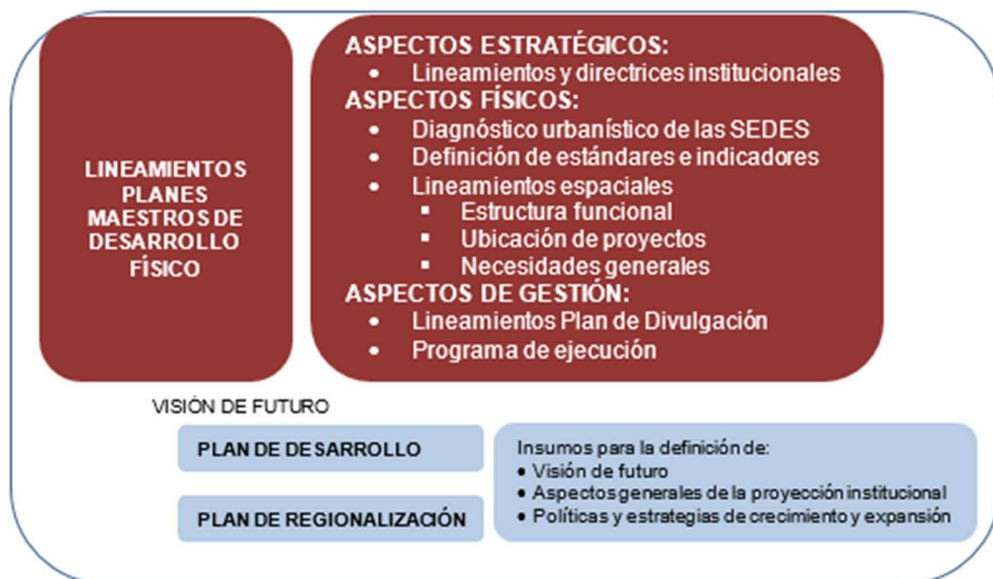 LINEAMIENTOS
PLANES
MAESTROS DE
DESARROLLO
FÍSICO
ASPECTOS ESTRATÉGICOS:
• Lineamientos y directrices institucionales
ASPECTOS FÍSICOS:
• Diagnóstico urbanístico de las SEDES
• Definición de estándares e indicadores
• Lineamientos espaciales
▪ Estructura funcional
▪ Ubicación de proyectos
▪ Necesidades generales
ASPECTOS DE GESTIÓN:
• Lineamientos Plan de Divulgación
• Programa de ejecución
VISIÓN DE FUTURO
PLAN DE DESARROLLO
PLAN DE REGIONALIZACIÓN
Insumos para la definición de:
• Visión de futuro
• Aspectos generales de la proyección institucional
• Políticas y estrategias de crecimiento y expansión